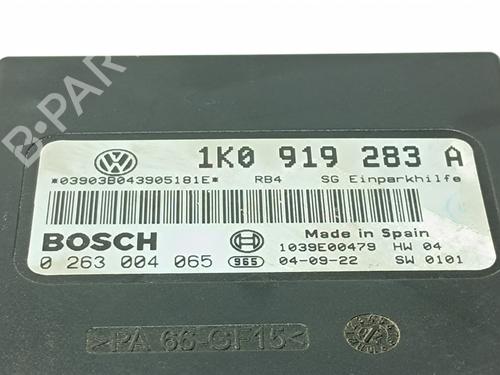 1K0 919 283 A
*03903B043905181E* RB4 SG Einparkhilfe
BOSCH Made in Spain
1039E00479 HW 04
0 263 004 065 965 04-09-22 SW 0101
>PA 66-GF15<
B-PARTS